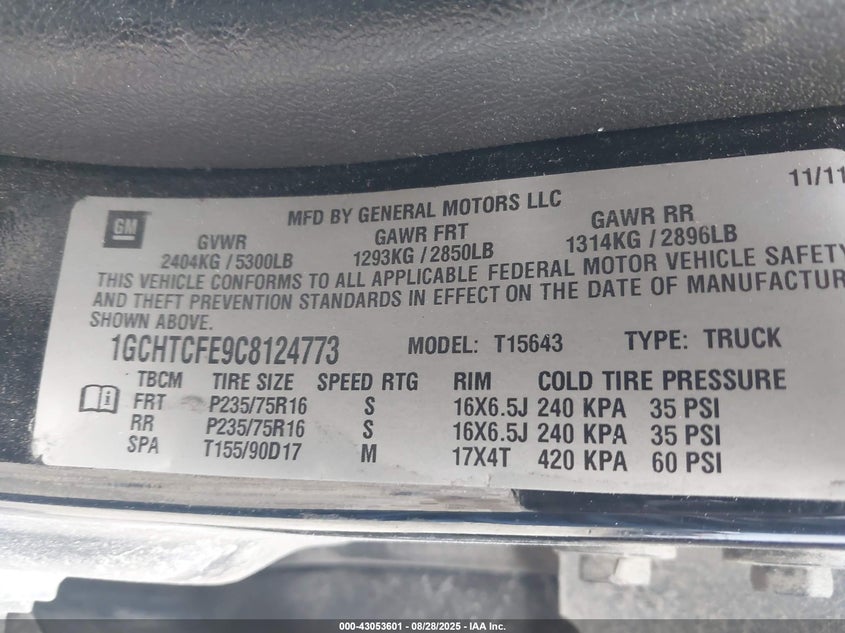 11/11
GM
MFD BY GENERAL MOTORS LLC
GVWR GAWR FRT GAWR RR
2404KG / 5300LB 1293KG / 2850LB 1314KG / 2896LB
THIS VEHICLE CONFORMS TO ALL APPLICABLE FEDERAL MOTOR VEHICLE SAFETY
AND THEFT PREVENTION STANDARDS IN EFFECT ON THE DATE OF MANUFACTUR
SHOWN ABOVE.
1GCHTCFE9C8124773 MODEL: T15643 TYPE: TRUCK
TBCM TIRE SIZE SPEED RTG RIM COLD TIRE PRESSURE
FRT P235/75R16 S 16X6.5J 240 KPA 35 PSI
RR P235/75R16 S 16X6.5J 240 KPA 35 PSI
SPA T155/90D17 M 17X4T 420 KPA 60 PSI
000-43053601 / 08/28/2025 - IAA Inc.